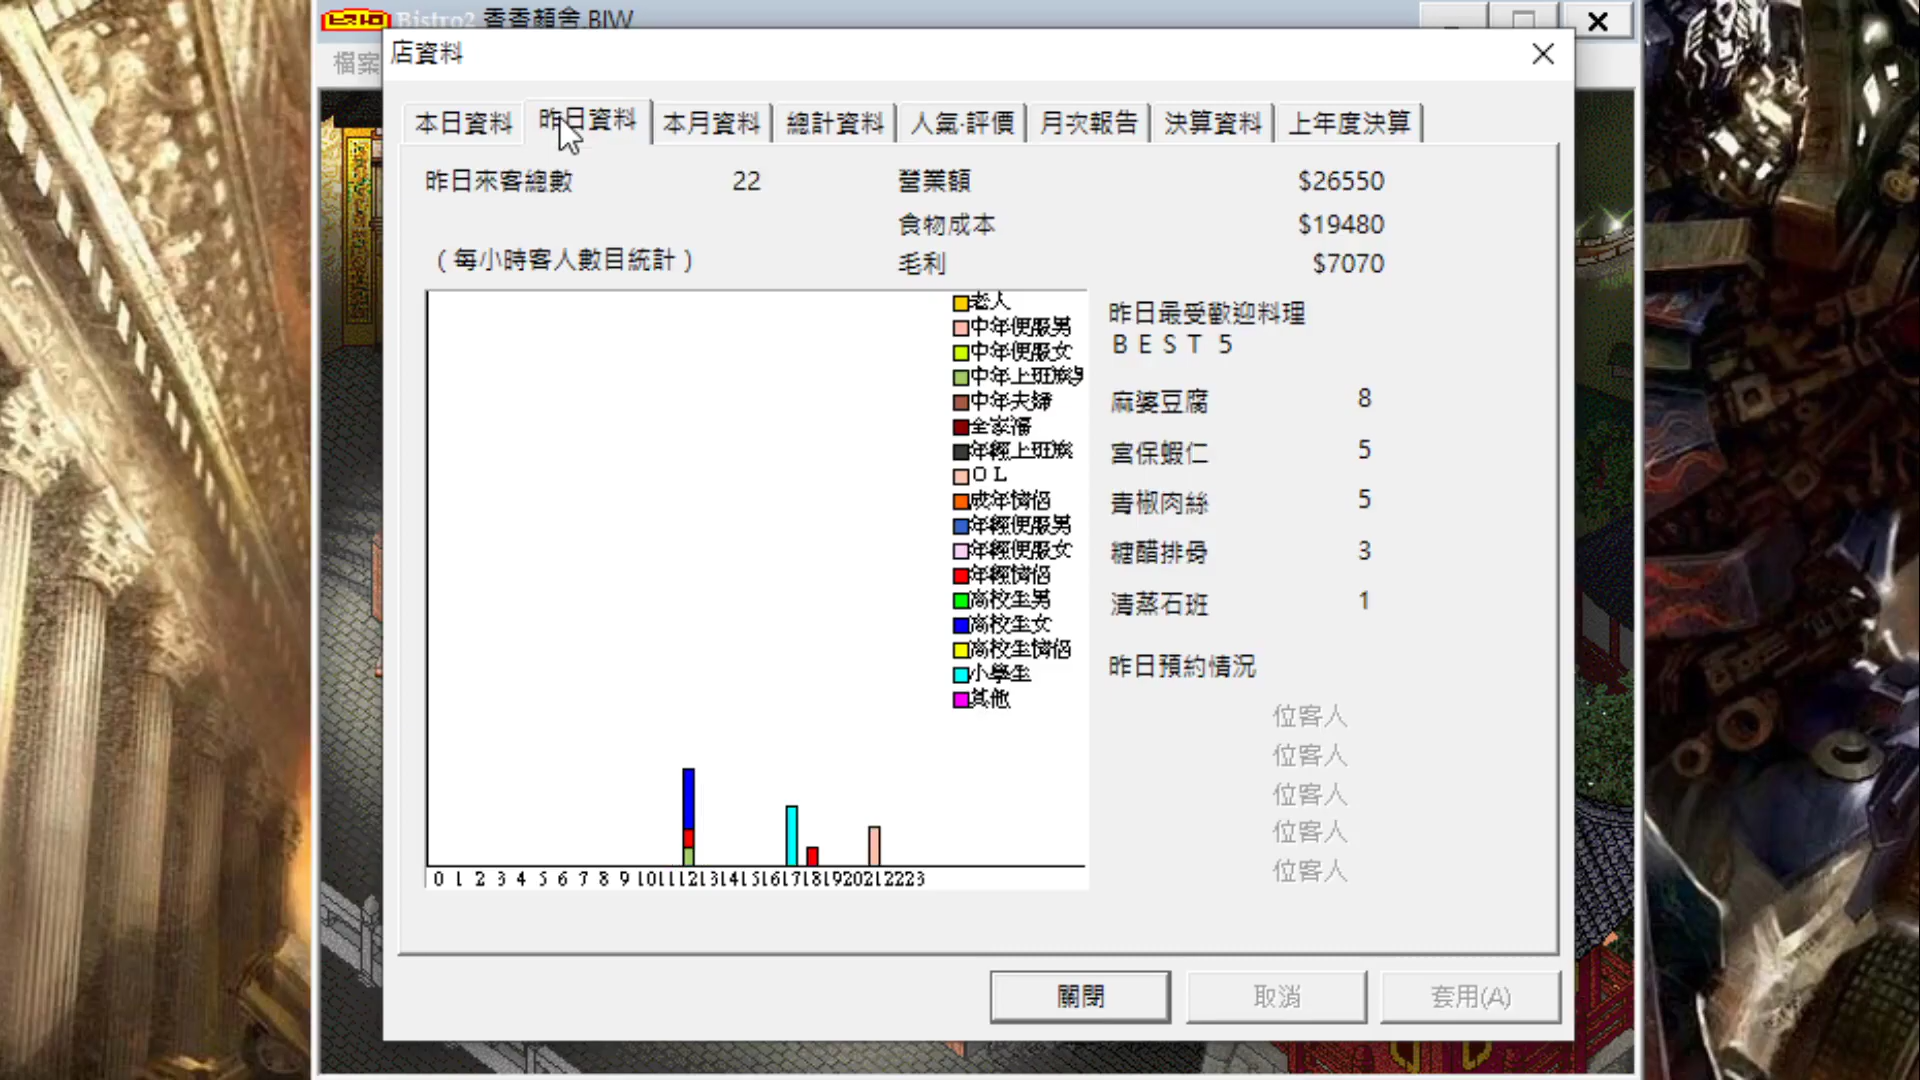 Bistro2 香香顏舍.BIW
檔案
店資料
本日資料 昨日資料 本月資料 總計資料 人氣·評價 月次報告 決算資料 上年度決算
昨日來客總數 22 營業額 $26550
食物成本 $19480
(每小時客人數目統計) 毛利 $7070
老人
中年便服男
中年便服女
中年上班族男
中年夫婦
全家福
年輕上班族
OL
成年情侶
年輕便服男
年輕便服女
年輕情侶
高校生男
高校生女
高校生情侶
小學生
其他
0 1 2 3 4 5 6 7 8 9 10 11 12 13 14 15 16 17 18 19 20 21 22 23
昨日最受歡迎料理
BEST 5
麻婆豆腐 8
宮保蝦仁 5
青椒肉絲 5
糖醋排骨 3
清蒸石班 1
昨日預約情況
位客人
位客人
位客人
位客人
位客人
關閉 取消 套用(A)